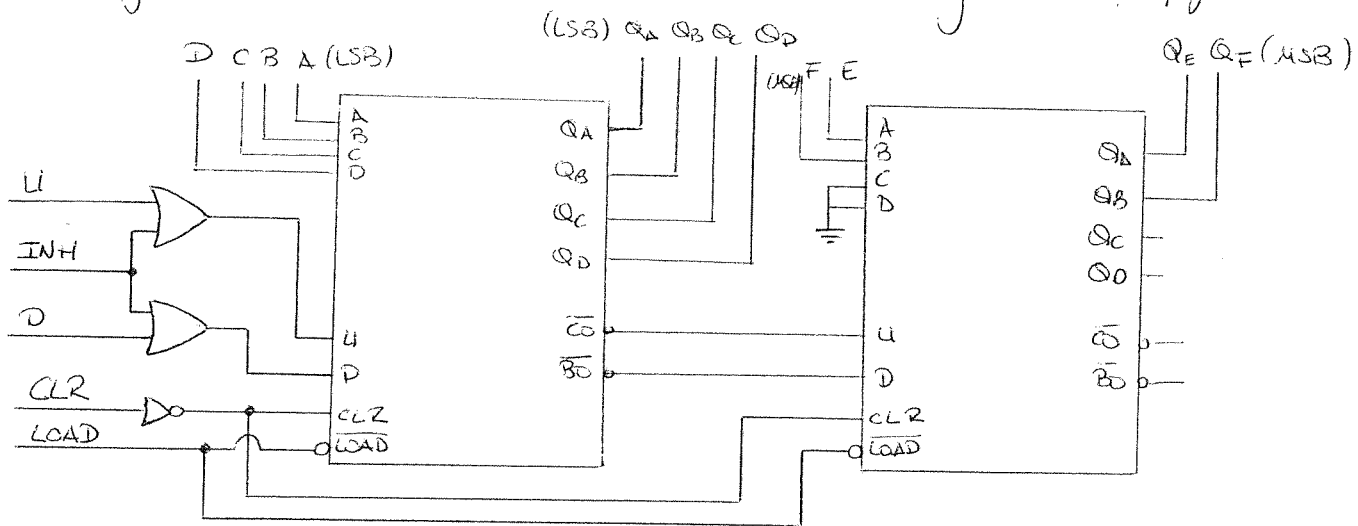 (LSB) QA QB QC QD
D C B A (LSB)
F E
QE QF (MSB)
A
B
C
D
QA
QB
QC
QD
A
B
C
D
QA
QB
QC
QD
U
INH
D
U
D
CO
BO
U
D
CO
BO
CLR
LOAD
CLR
LOAD
CLR
LOAD